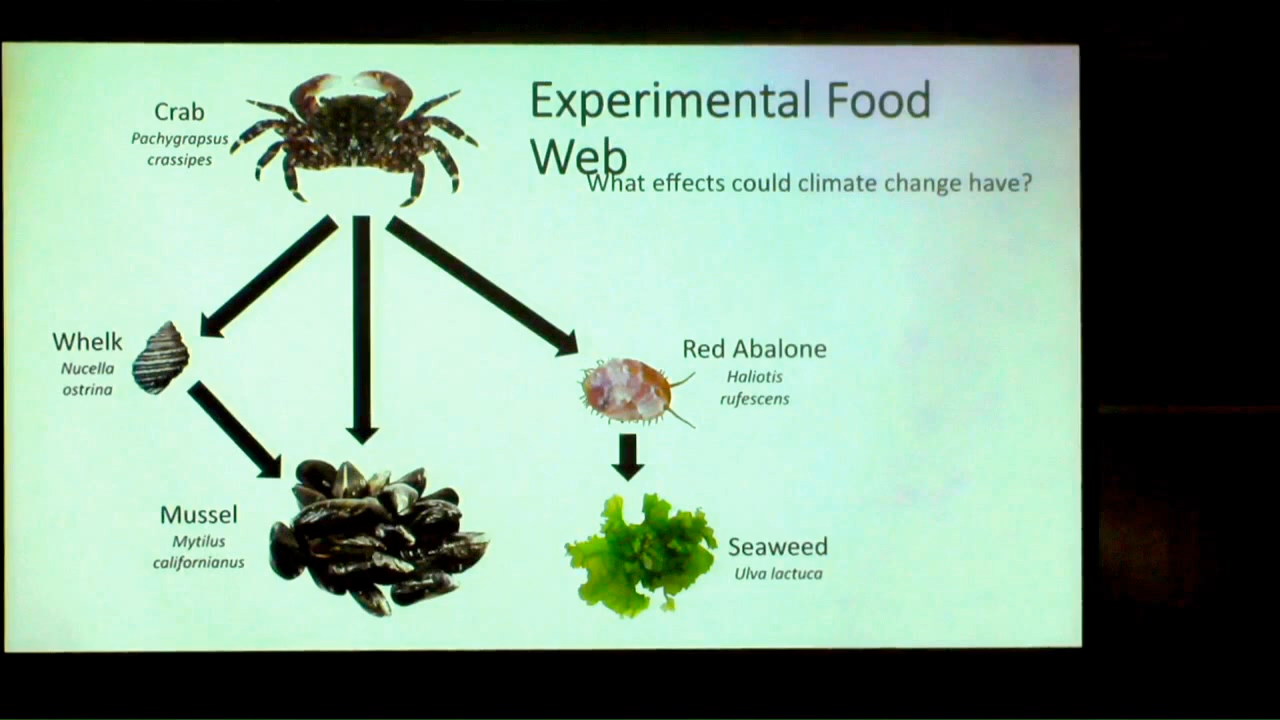 Experimental Food
Web
What effects could climate change have?
Crab
Pachygrapsus
crassipes
Whelk
Nucella
ostrina
Red Abalone
Haliotis
rufescens
Mussel
Mytilus
californianus
Seaweed
Ulva lactuca